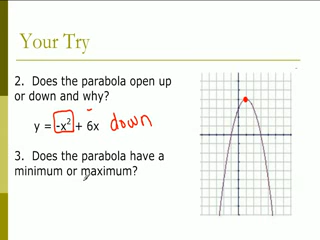 Your Try
2. Does the parabola open up
or down and why?
y = -x² + 6x down
3. Does the parabola have a
minimum or maximum?